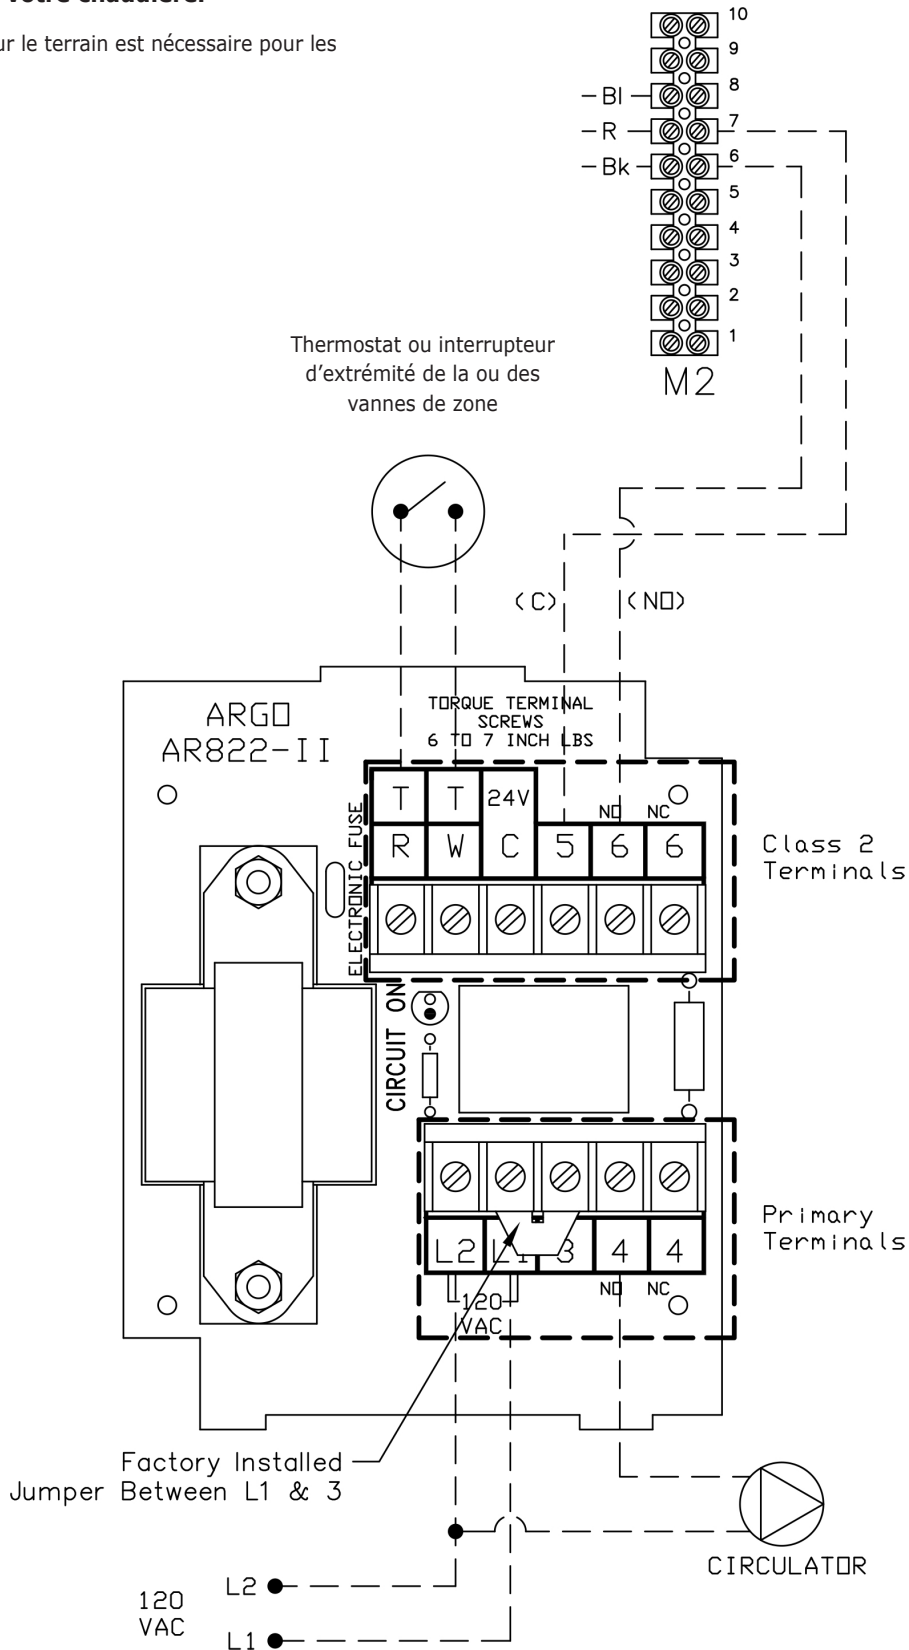 votre chaudière.
ur le terrain est nécessaire pour les
10
9
8
7
6
5
4
3
2
1
Bl
R
Bk
M2
Thermostat ou interrupteur
d’extrémité de la ou des
vannes de zone
(C)
(NO)
ARGO
AR822-II
TORQUE TERMINAL
SCREWS
6 TO 7 INCH LBS
ELECTRONIC FUSE
T T 24V
NO NC
R W C 5 6 6
Class 2
Terminals
CIRCUIT ON
L2 L1 3 4 4
NO NC
120
VAC
Primary
Terminals
Factory Installed
Jumper Between L1 & 3
CIRCULATOR
120
VAC
L2
L1